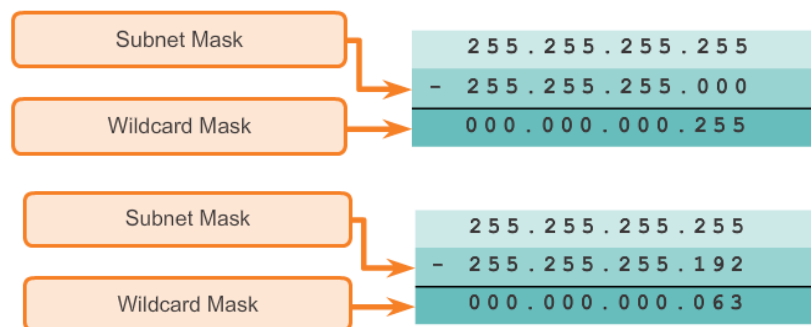 Subnet Mask
255.255.255.255
- 255.255.255.000
Wildcard Mask
000.000.000.255
Subnet Mask
255.255.255.255
- 255.255.255.192
Wildcard Mask
000.000.000.063